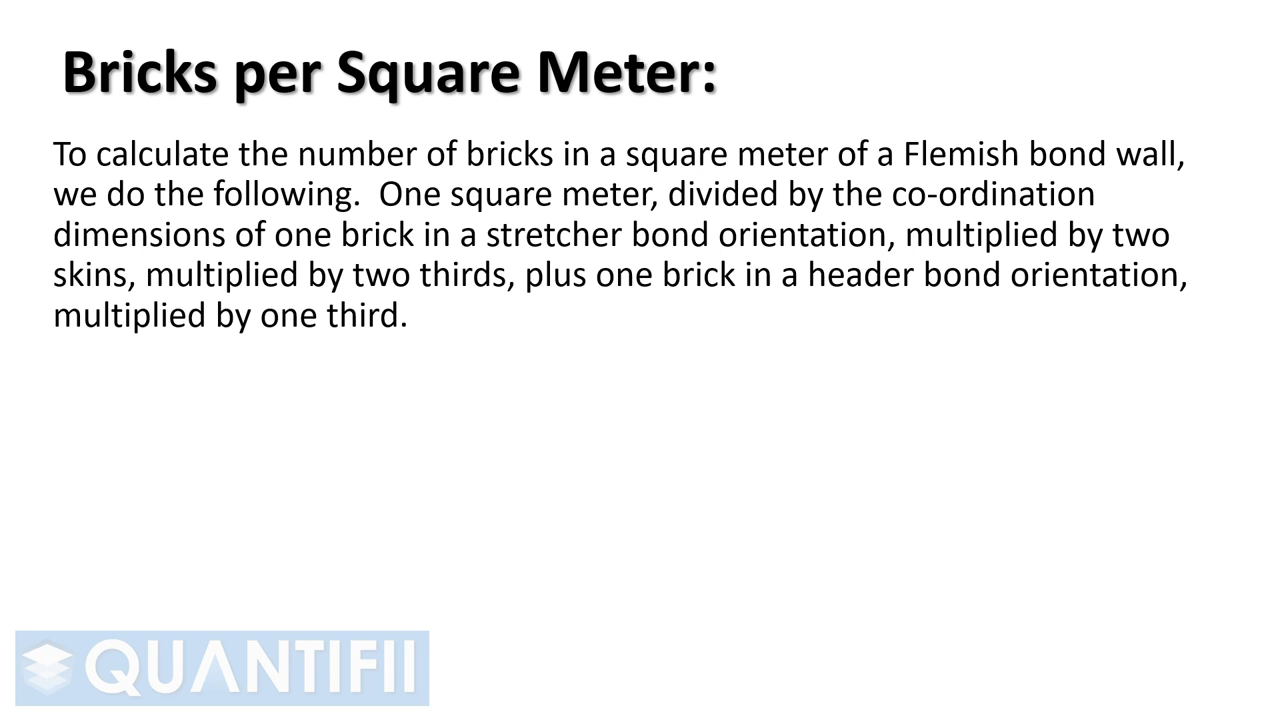 Bricks per Square Meter:
To calculate the number of bricks in a square meter of a Flemish bond wall,
we do the following.  One square meter, divided by the co-ordination
dimensions of one brick in a stretcher bond orientation, multiplied by two
skins, multiplied by two thirds, plus one brick in a header bond orientation,
multiplied by one third.
QUANTIFII